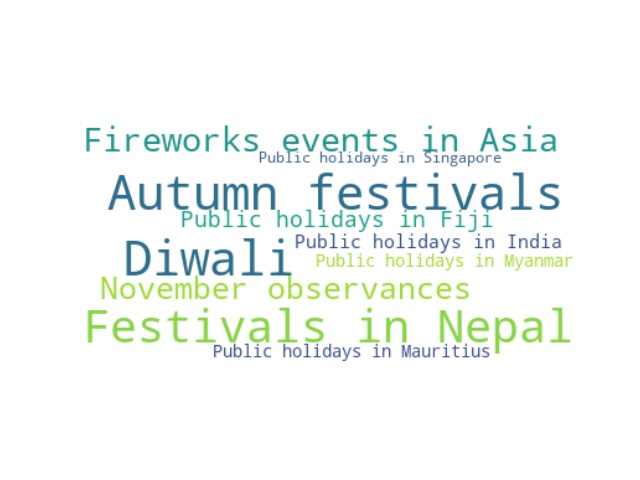 Fireworks events in Asia
Public holidays in Singapore
Autumn festivals
Public holidays in Fiji
Public holidays in India
Diwali
Public holidays in Myanmar
November observances
Festivals in Nepal
Public holidays in Mauritius